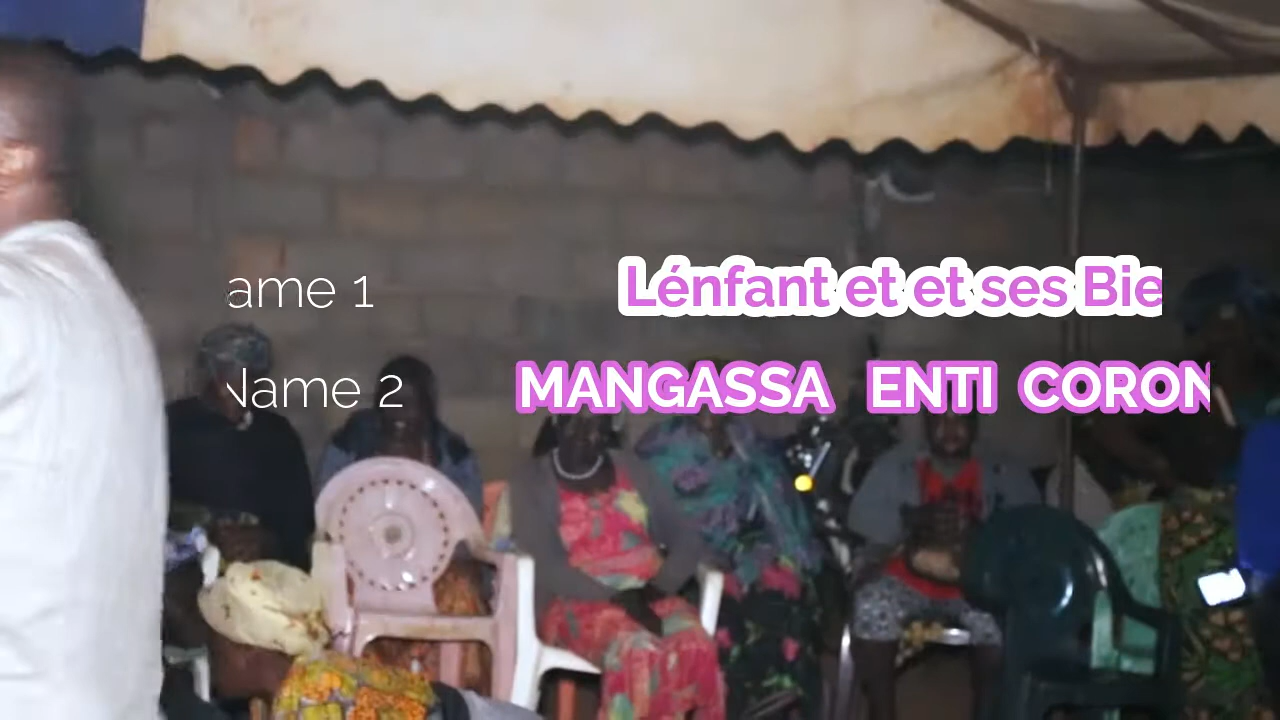 ame 1
Lénfant et et ses Bie
Name 2
MANGASSA ENTI CORON